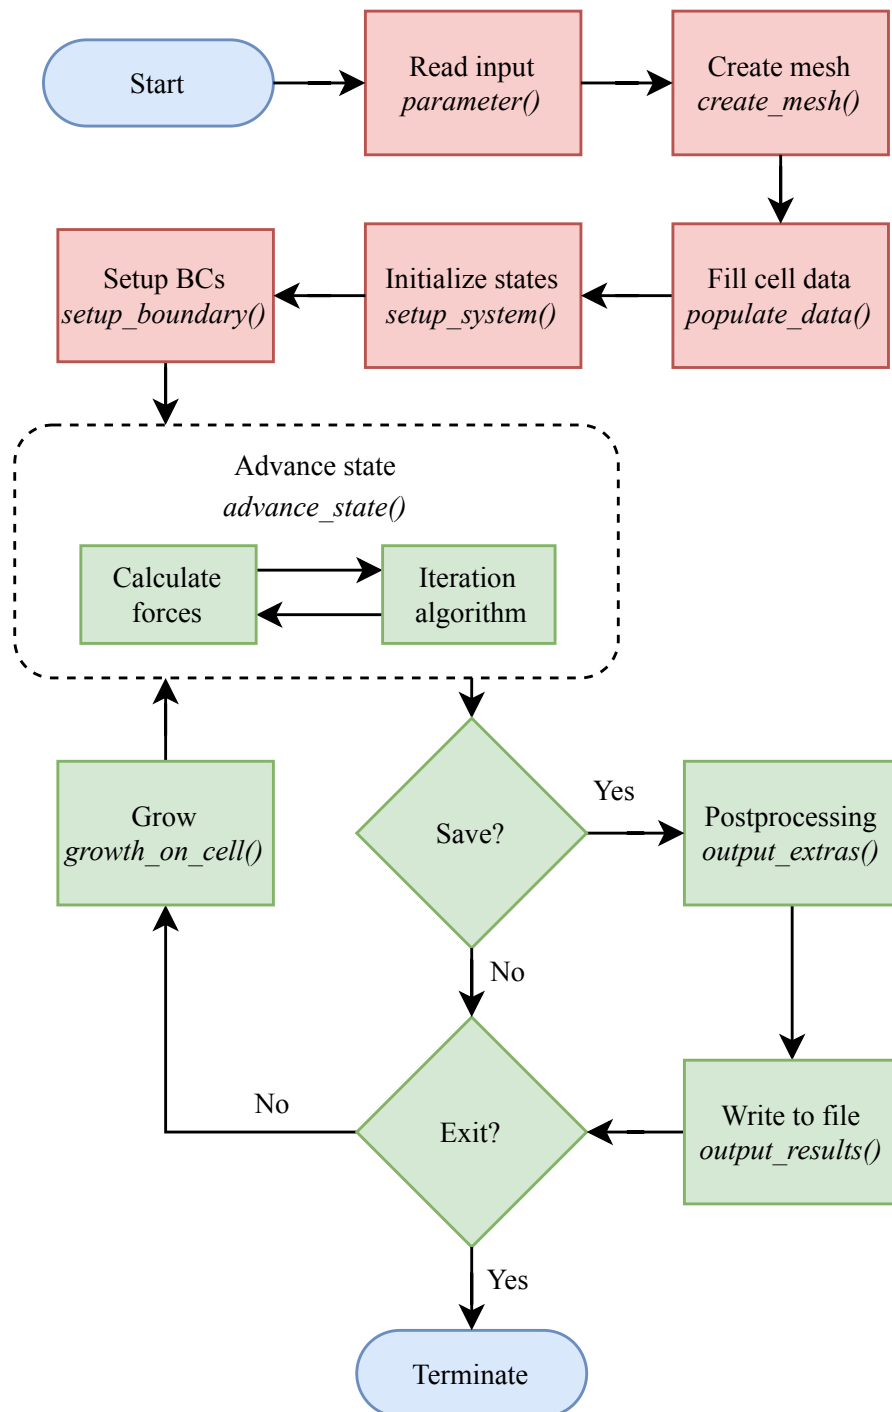 Start
Read input
parameter()
Create mesh
create_mesh()
Setup BCs
setup_boundary()
Initialize states
setup_system()
Fill cell data
populate_data()
Advance state
advance_state()
Calculate
forces
Iteration
algorithm
Grow
growth_on_cell()
Save?
Yes
Postprocessing
output_extras()
No
No
Exit?
Write to file
output_results()
Yes
Terminate